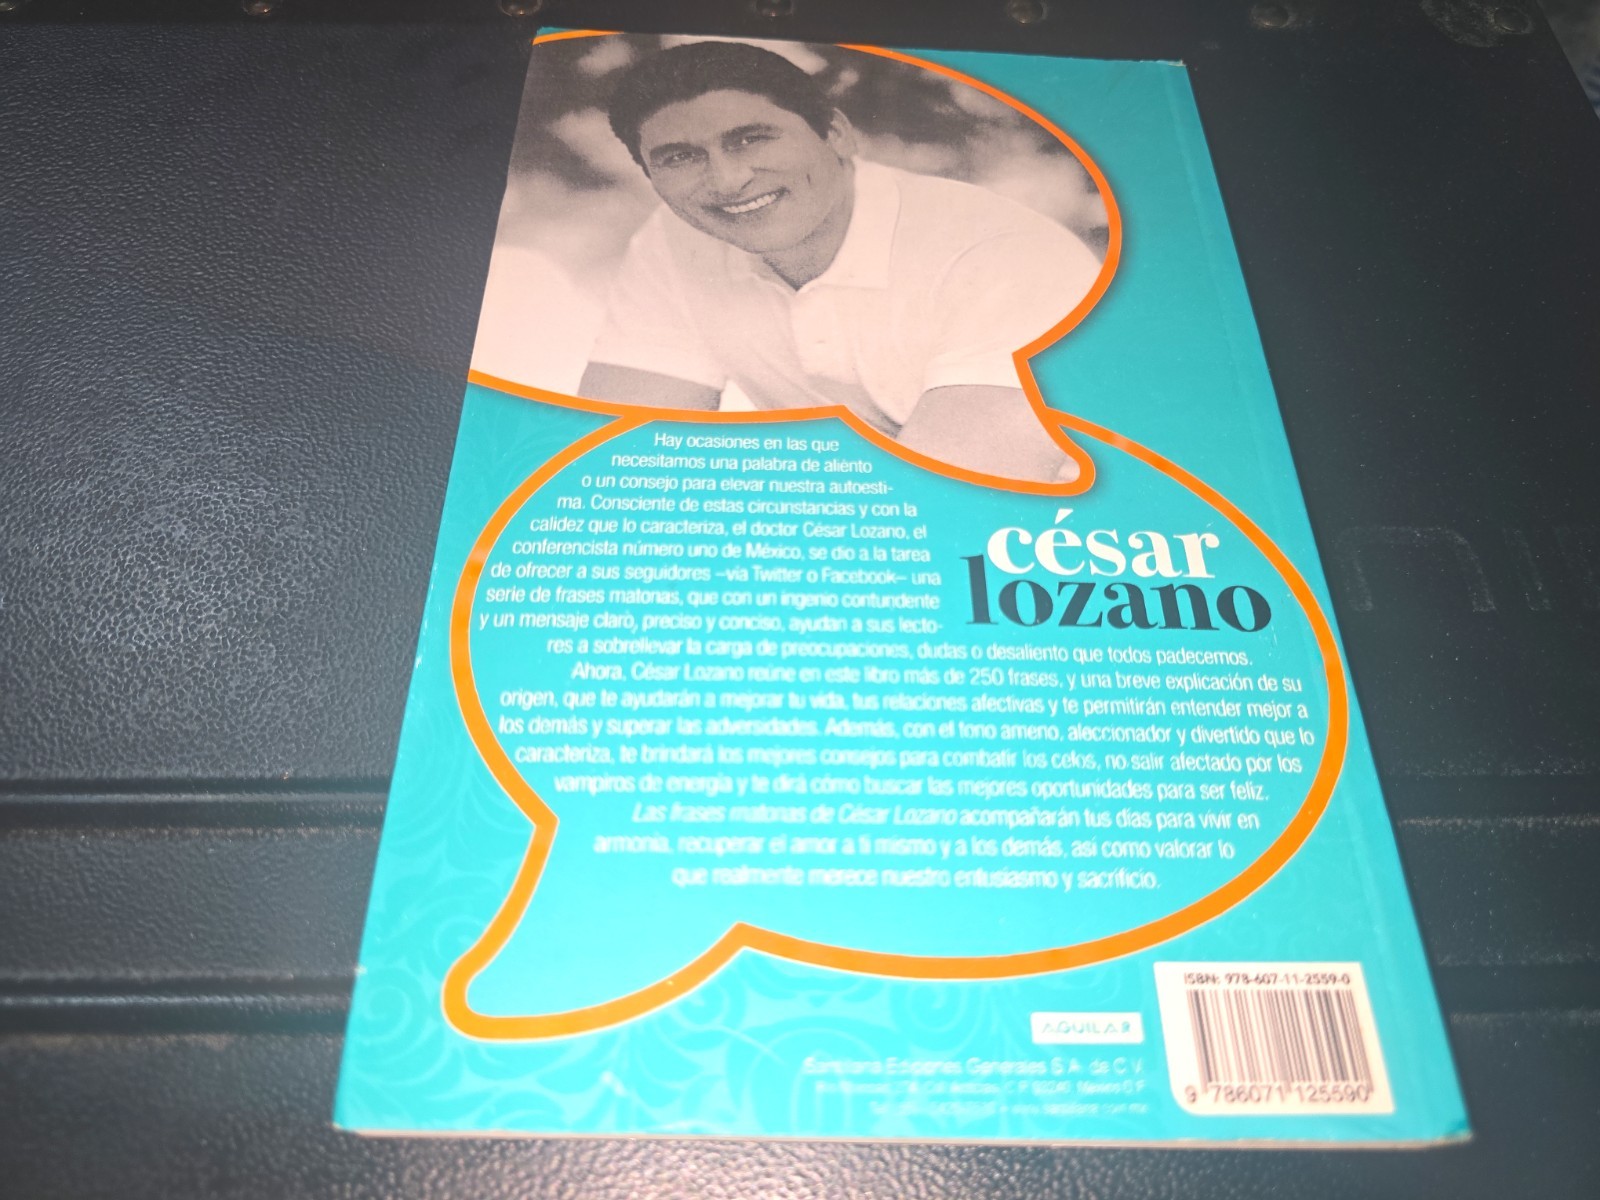 Hay ocasiones en las que
necesitamos una palabra de aliento
o un consejo para elevar nuestra autoesti-
ma. Consciente de estas circunstancias y con la
calidez que lo caracteriza, el doctor César Lozano, el
conferencista número uno de México, se dio a la tarea
de ofrecer a sus seguidores –vía Twitter o Facebook– una
serie de frases matonas, que con un ingenio contundente
y un mensaje claro, preciso y conciso, ayudan a sus lecto-
res a sobrellevar la carga de preocupaciones, dudas o desaliento que todos padecemos.
Ahora, César Lozano reúne en este libro más de 250 frases, y una breve explicación de su
origen, que te ayudarán a mejorar tu vida, tus relaciones afectivas y te permitirán entender mejor a
los demás y superar las adversidades. Además, con el tono ameno, aleccionador y divertido que lo
caracteriza, te brindará los mejores consejos para combatir los celos, no salir afectado por los
vampiros de energía y te dirá cómo buscar las mejores oportunidades para ser feliz.
Las frases matonas de César Lozano acompañarán tus días para vivir en
armonía, recuperar el amor a ti mismo y a los demás, así como valorar lo
que realmente merece nuestro entusiasmo y sacrificio.
césar
lozano
ISBN: 978-607-11-2559-0
9 786071 125590
AGUILAR
Santillana Ediciones Generales S.A. de C.V.